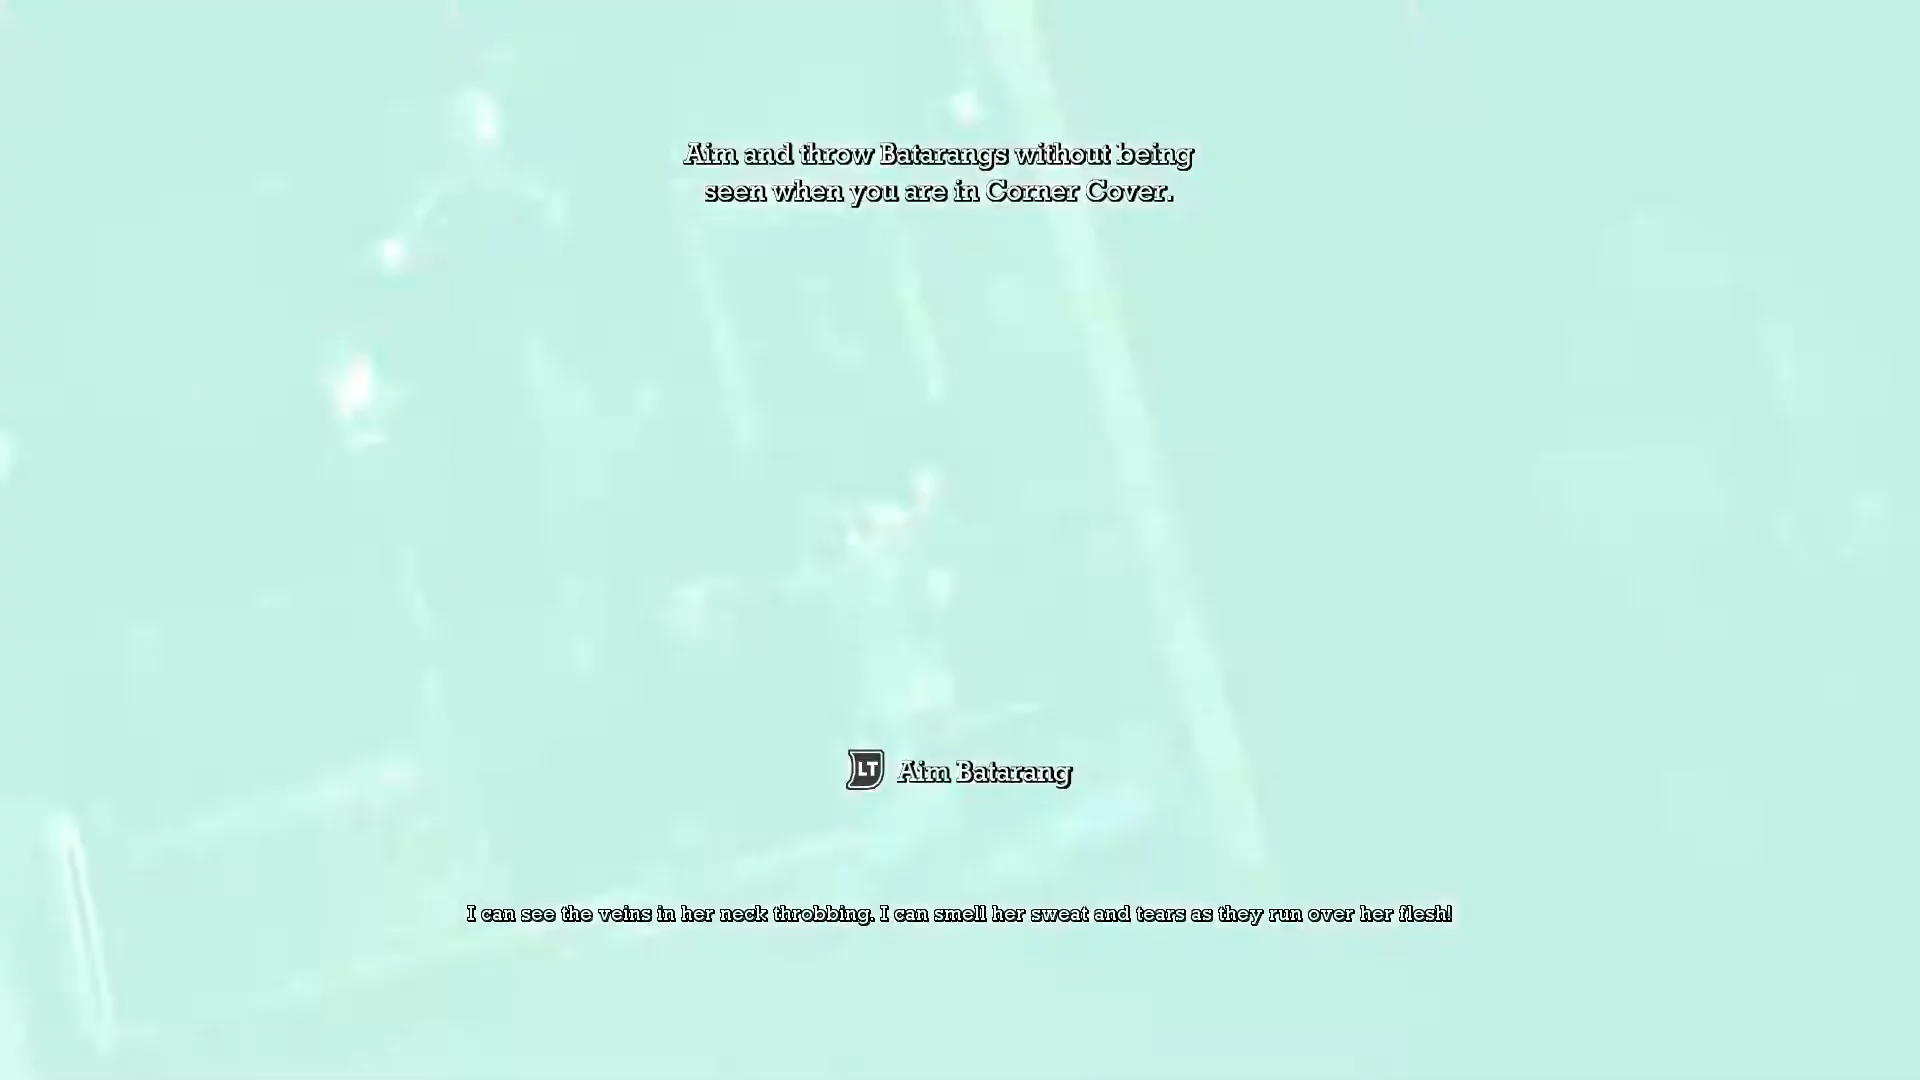 Aim and throw Batarangs without being
seen when you are in Corner Cover.
LT Aim Batarang
I can see the veins in her neck throbbing. I can smell her sweat and tears as they run over her flesh!